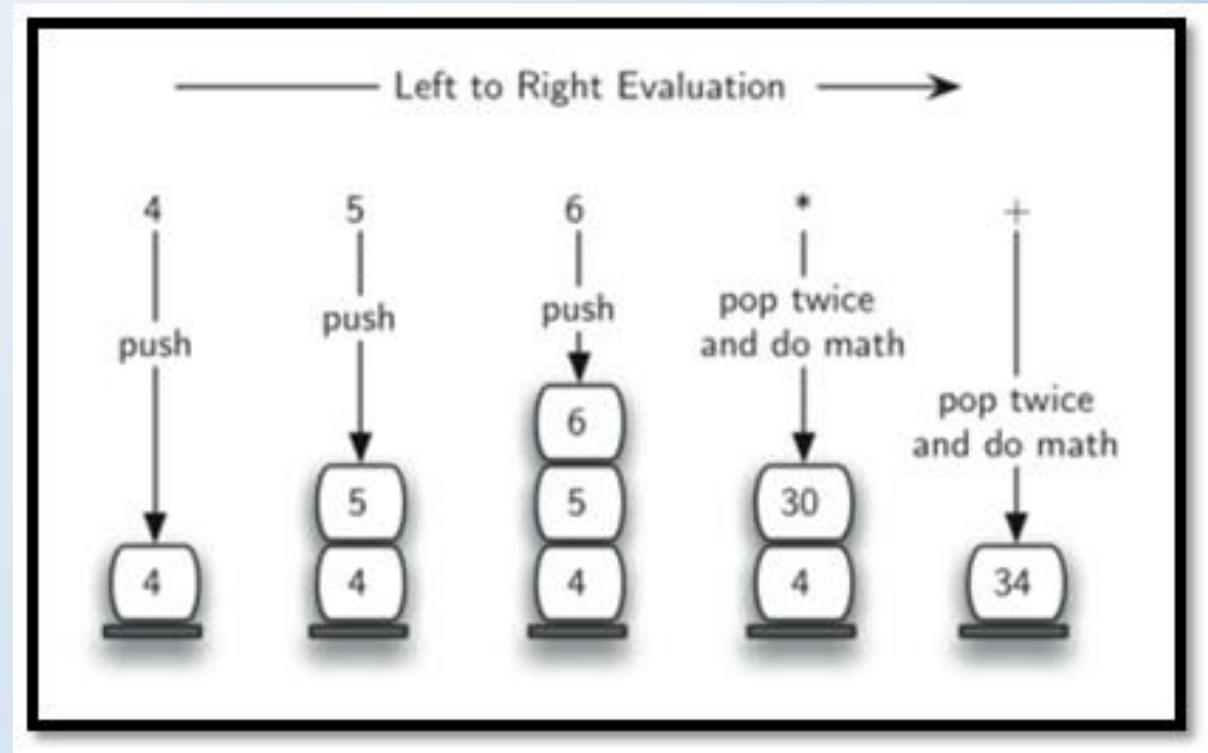 Left to Right Evaluation
4 5 6 * +
push
push
push
pop twice
and do math
pop twice
and do math
4
5
4
6
5
4
30
4
34